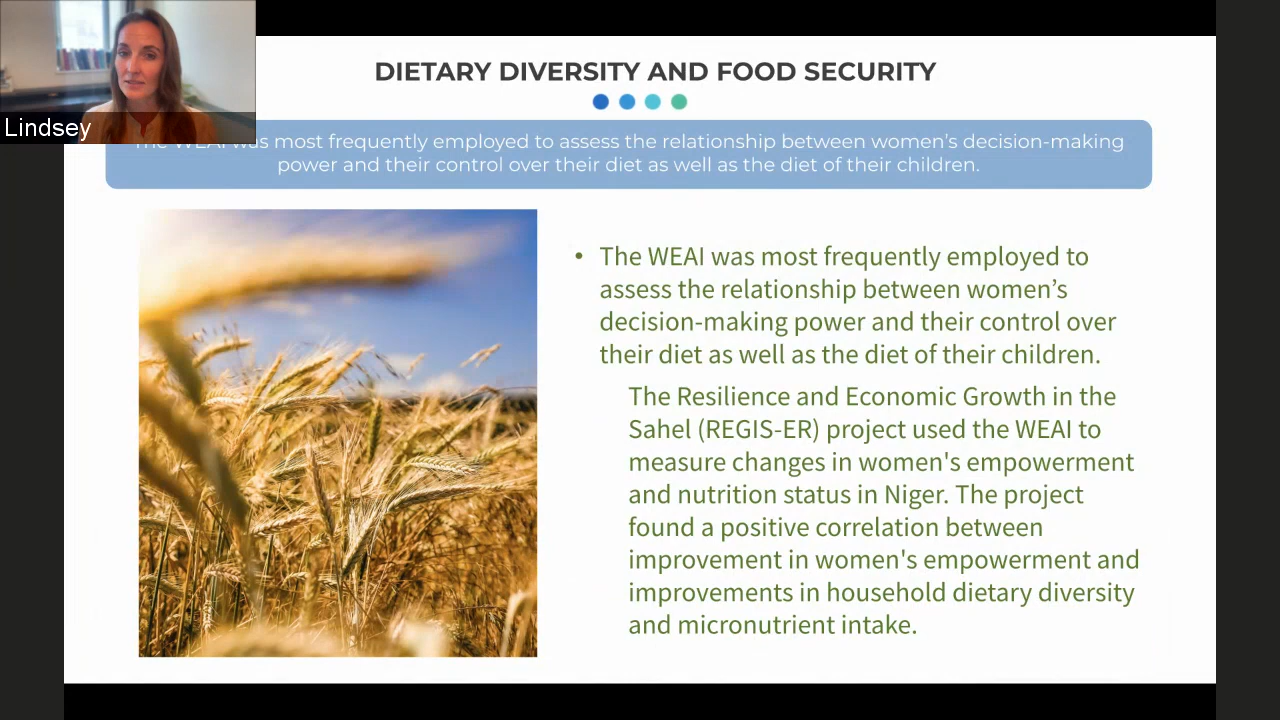 DIETARY DIVERSITY AND FOOD SECURITY
Lindsey
The WEAI was most frequently employed to assess the relationship between women's decision-making
power and their control over their diet as well as the diet of their children.
• The WEAI was most frequently employed to
assess the relationship between women’s
decision-making power and their control over
their diet as well as the diet of their children.
The Resilience and Economic Growth in the
Sahel (REGIS-ER) project used the WEAI to
measure changes in women's empowerment
and nutrition status in Niger. The project
found a positive correlation between
improvement in women's empowerment and
improvements in household dietary diversity
and micronutrient intake.